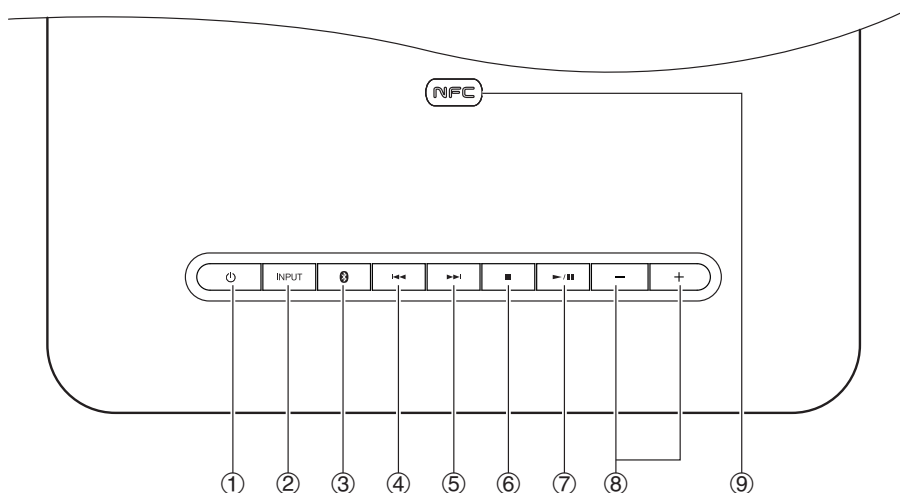 NFC
INPUT
① ② ③ ④ ⑤ ⑥ ⑦ ⑧ ⑨